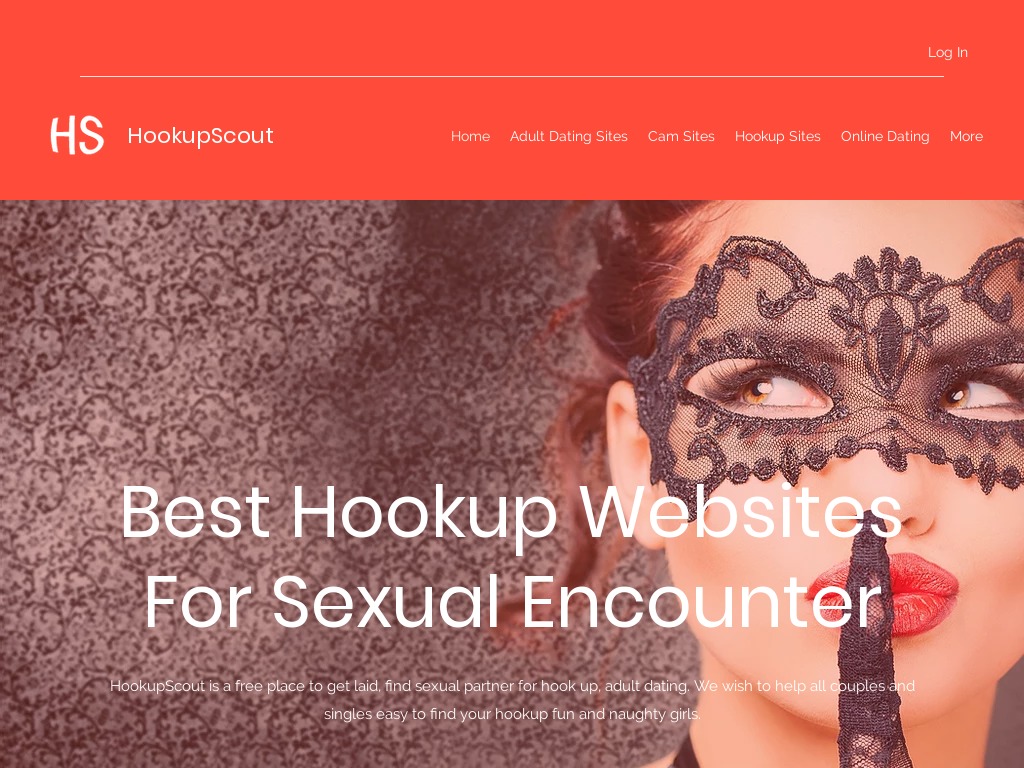 Log In
HS
HookupScout
Home
Adult Dating Sites
Cam Sites
Hookup Sites
Online Dating
More
Best Hookup Websites
For Sexual Encounter
HookupScout is a free place to get laid, find sexual partner for hook up, adult dating. We wish to help all couples and
singles easy to find your hookup fun and naughty girls.